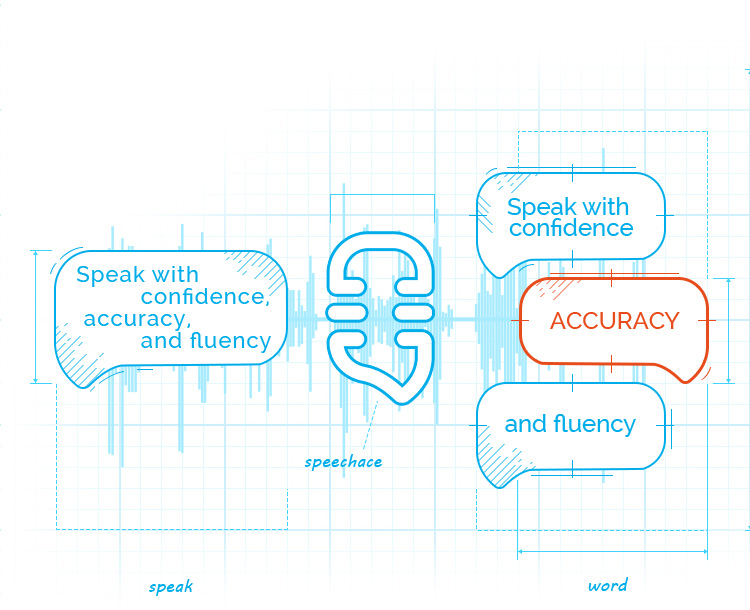 Speak with
confidence,
accuracy,
and fluency
speechace
Speak with
confidence
ACCURACY
and fluency
speak
word